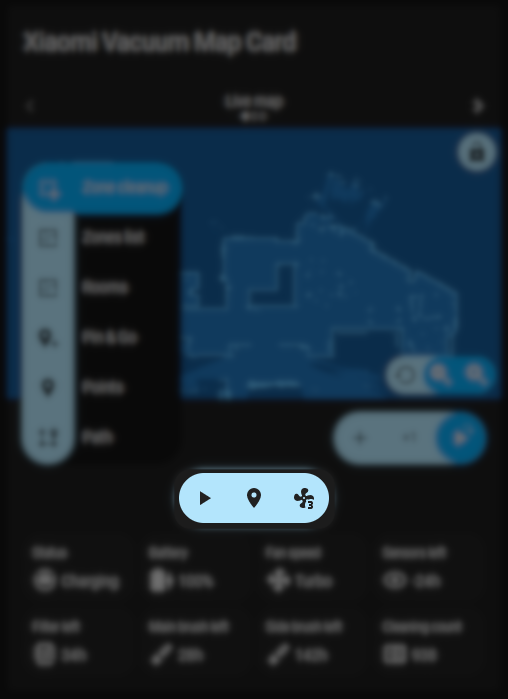 Xiaomi Vacuum Map Card
Live map
Zone cleanup
Zones list
Rooms
Pin & Go
Points
Path
3
Status
Battery
Fan speed
Sensors left
Charging
100%
Turbo
Filter left
Main brush left
Side brush left
Cleaning count